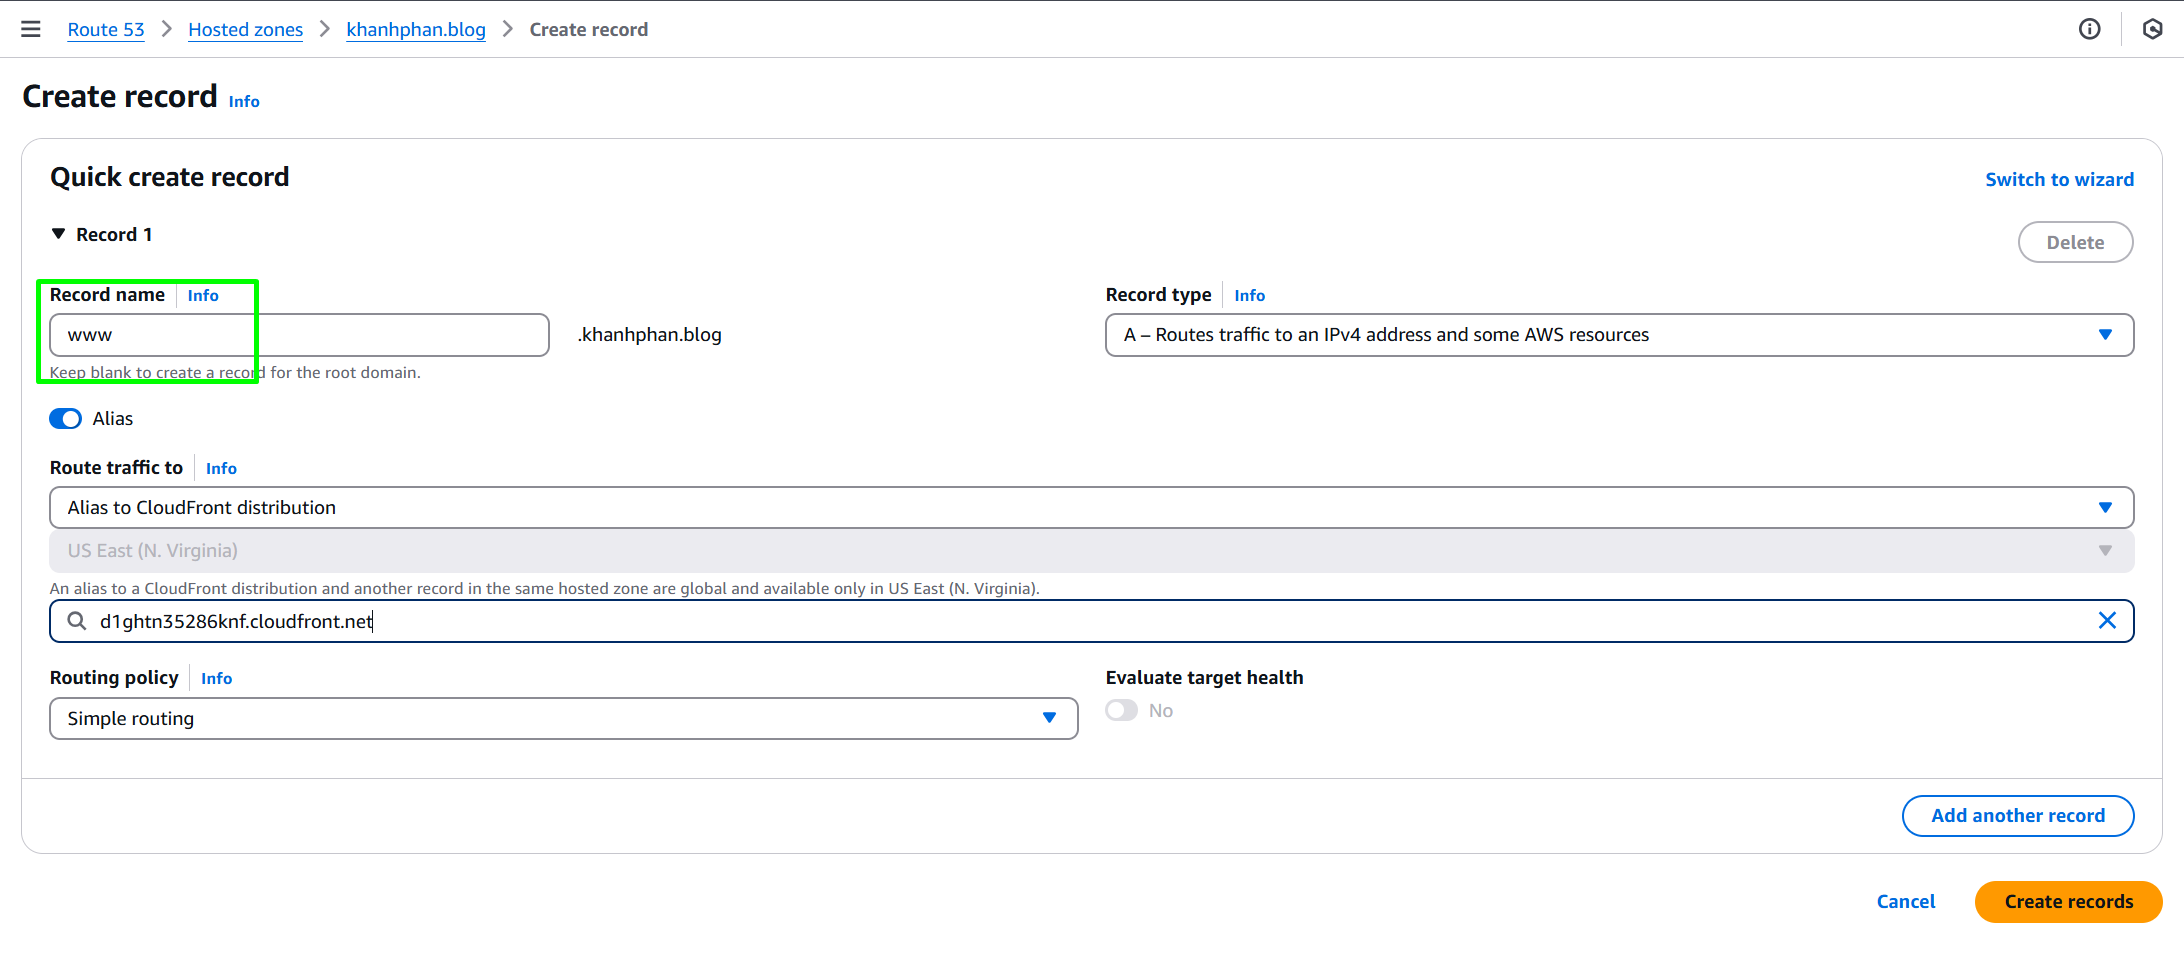 Route 53 > Hosted zones > khanhphan.blog > Create record
Create record Info
Quick create record
Switch to wizard
Record 1
Delete
Record name Info
www
.khanhphan.blog
Keep blank to create a record for the root domain.
Record type Info
A – Routes traffic to an IPv4 address and some AWS resources
Alias
Route traffic to Info
Alias to CloudFront distribution
US East (N. Virginia)
An alias to a CloudFront distribution and another record in the same hosted zone are global and available only in US East (N. Virginia).
d1ghtn35286knf.cloudfront.net
Routing policy Info
Simple routing
Evaluate target health
No
Add another record
Cancel
Create records